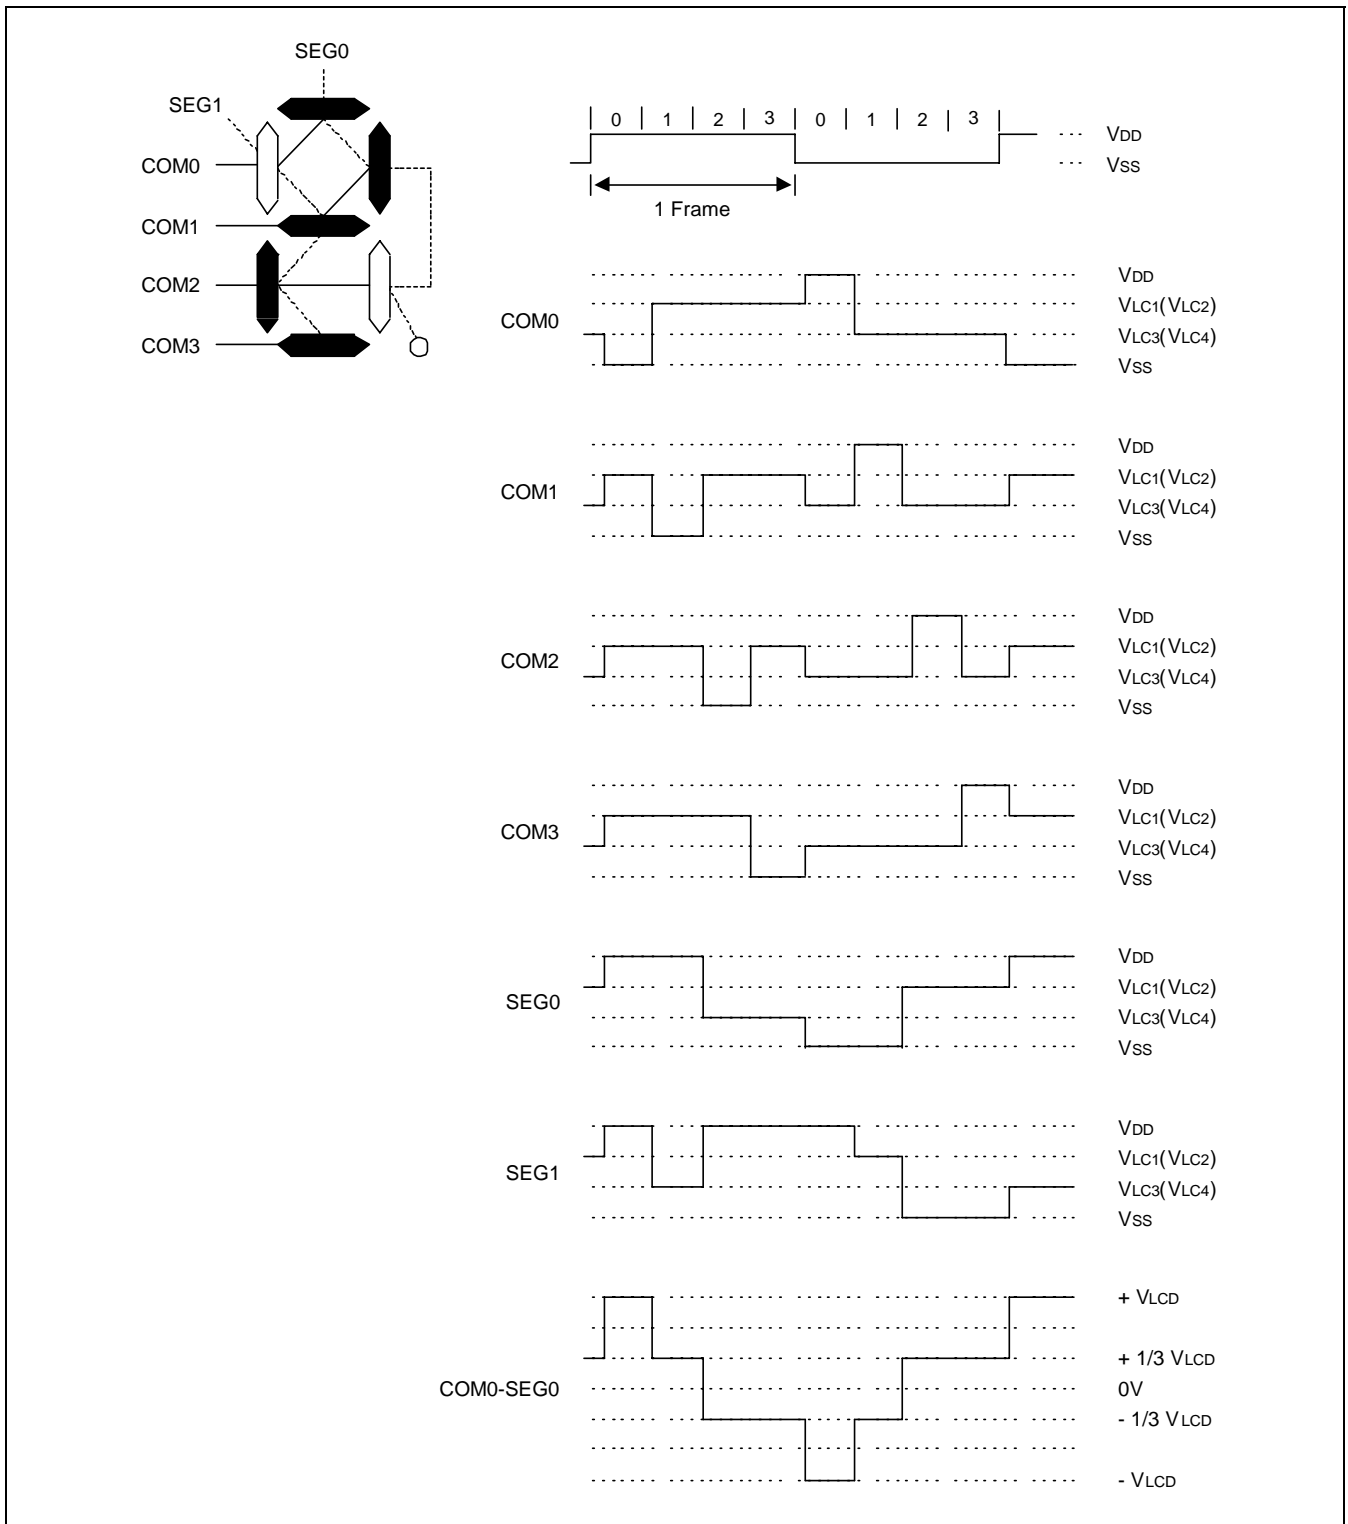 SEG0
SEG1
COM0
COM1
COM2
COM3
0 1 2 3 0 1 2 3
VDD
VSS
1 Frame
COM0
VDD
VLC1(VLC2)
VLC3(VLC4)
VSS
COM1
VDD
VLC1(VLC2)
VLC3(VLC4)
VSS
COM2
VDD
VLC1(VLC2)
VLC3(VLC4)
VSS
COM3
VDD
VLC1(VLC2)
VLC3(VLC4)
VSS
SEG0
VDD
VLC1(VLC2)
VLC3(VLC4)
VSS
SEG1
VDD
VLC1(VLC2)
VLC3(VLC4)
VSS
COM0-SEG0
+ VLCD
+ 1/3 VLCD
0V
- 1/3 VLCD
- VLCD